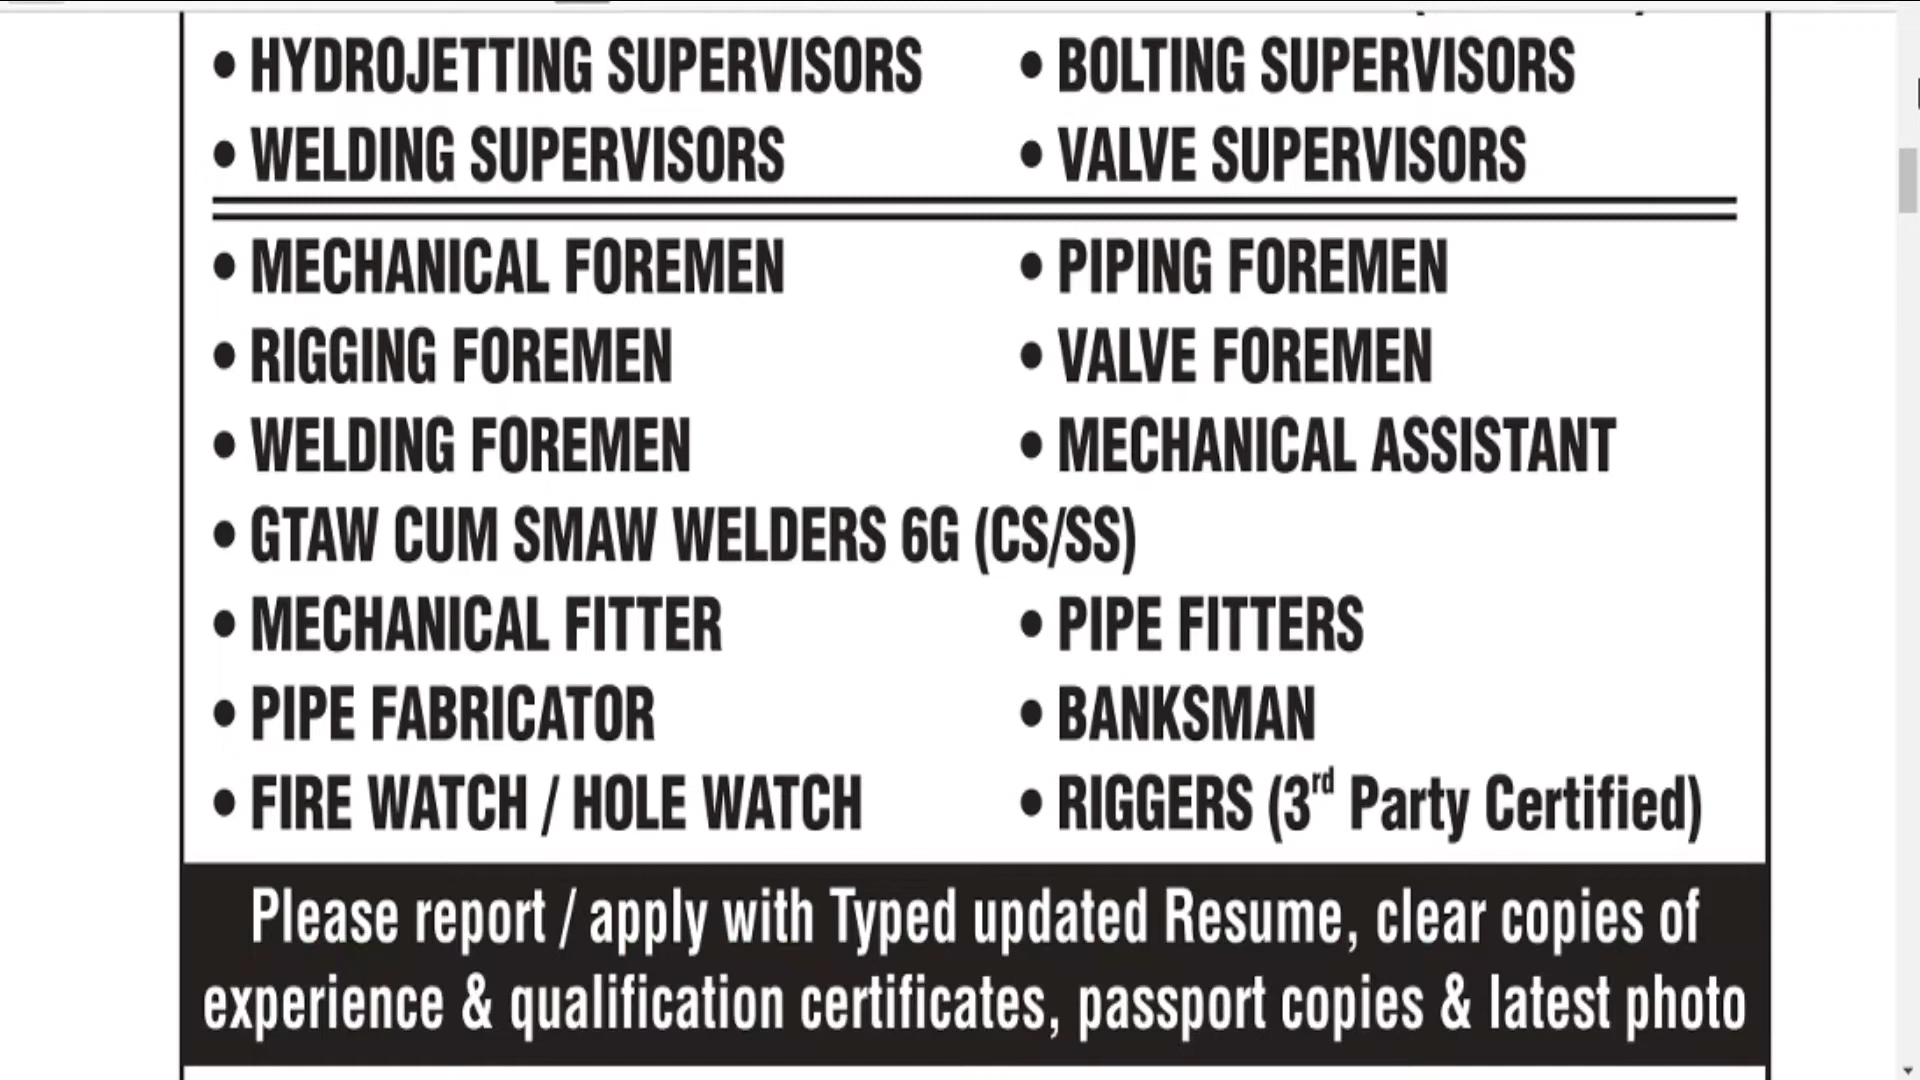 • HYDROJETTING SUPERVISORS • BOLTING SUPERVISORS
• WELDING SUPERVISORS • VALVE SUPERVISORS
• MECHANICAL FOREMEN • PIPING FOREMEN
• RIGGING FOREMEN • VALVE FOREMEN
• WELDING FOREMEN • MECHANICAL ASSISTANT
• GTAW CUM SMAW WELDERS 6G (CS/SS)
• MECHANICAL FITTER • PIPE FITTERS
• PIPE FABRICATOR • BANKSMAN
• FIRE WATCH / HOLE WATCH • RIGGERS (3rd Party Certified)
Please report / apply with Typed updated Resume, clear copies of
experience & qualification certificates, passport copies & latest photo